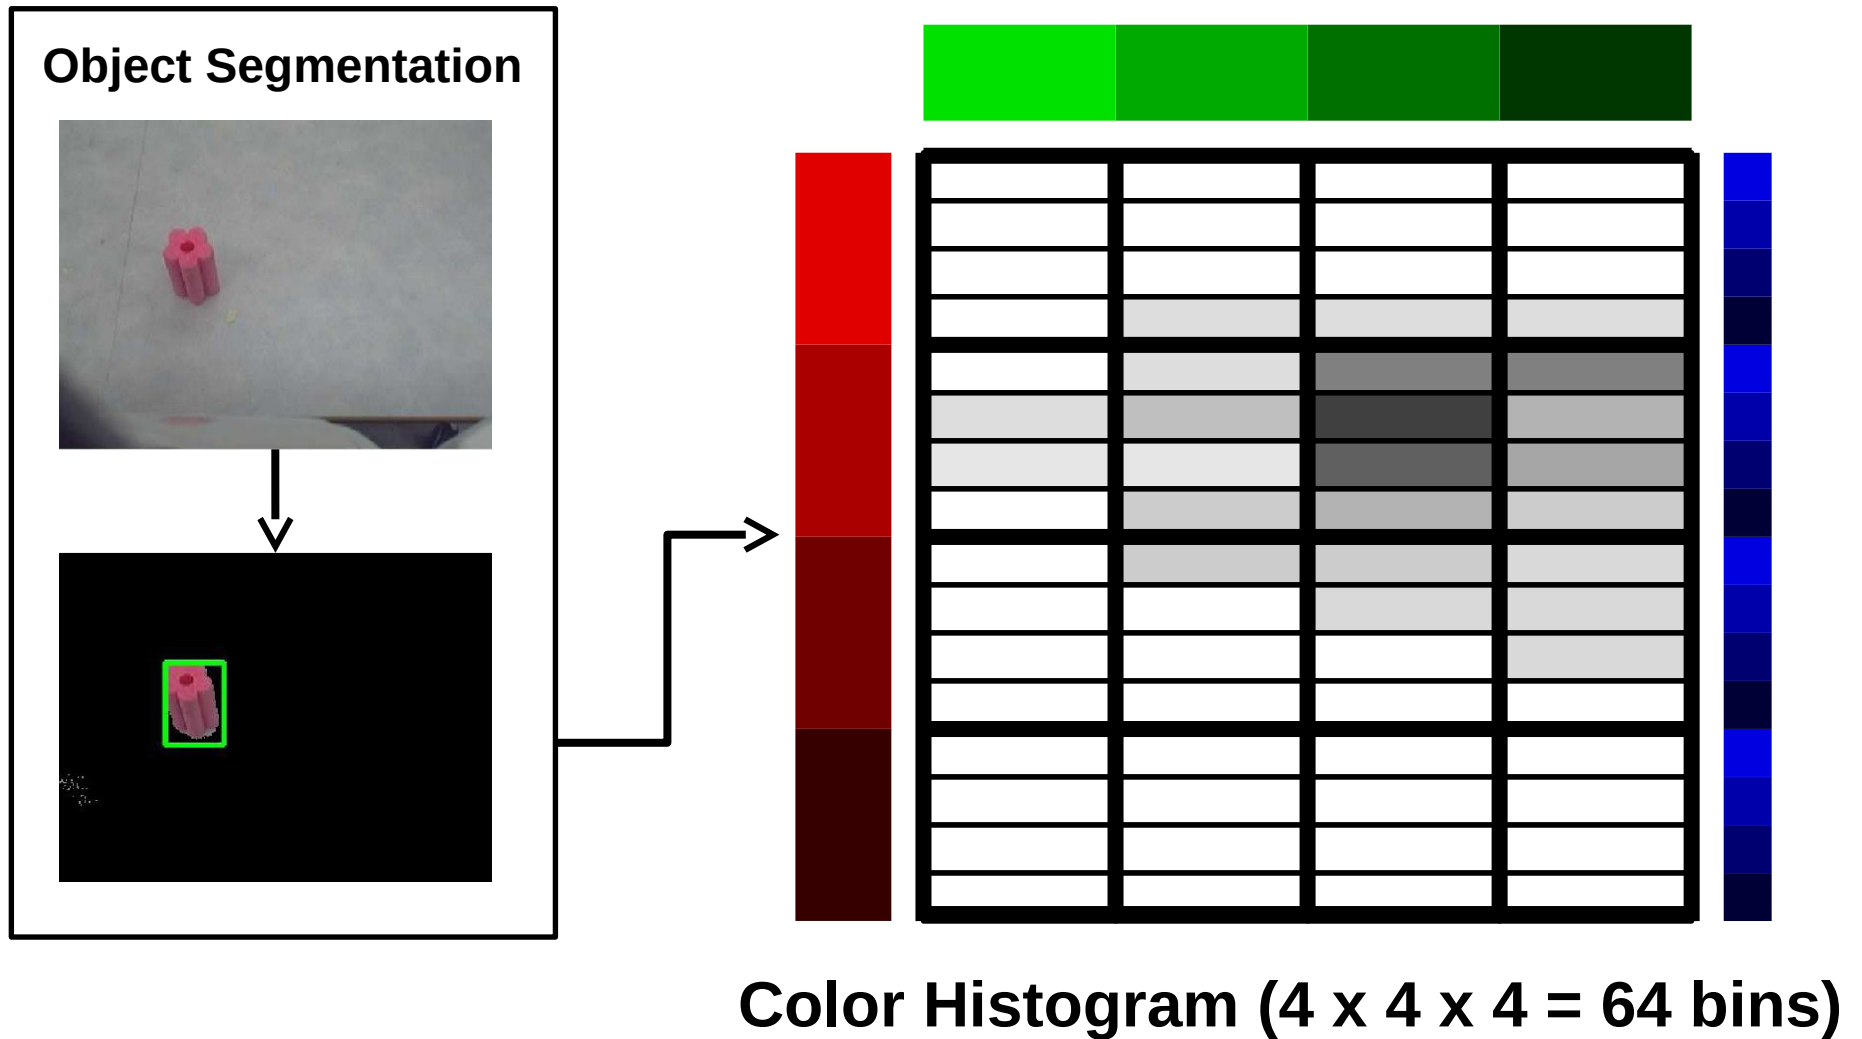 Object Segmentation
Color Histogram (4 x 4 x 4 = 64 bins)